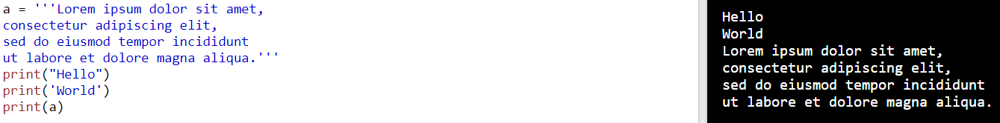 a = '''Lorem ipsum dolor sit amet,
consectetur adipiscing elit,
sed do eiusmod tempor incididunt
ut labore et dolore magna aliqua.'''
print("Hello")
print('World')
print(a)
Hello
World
Lorem ipsum dolor sit amet,
consectetur adipiscing elit,
sed do eiusmod tempor incididunt
ut labore et dolore magna aliqua.